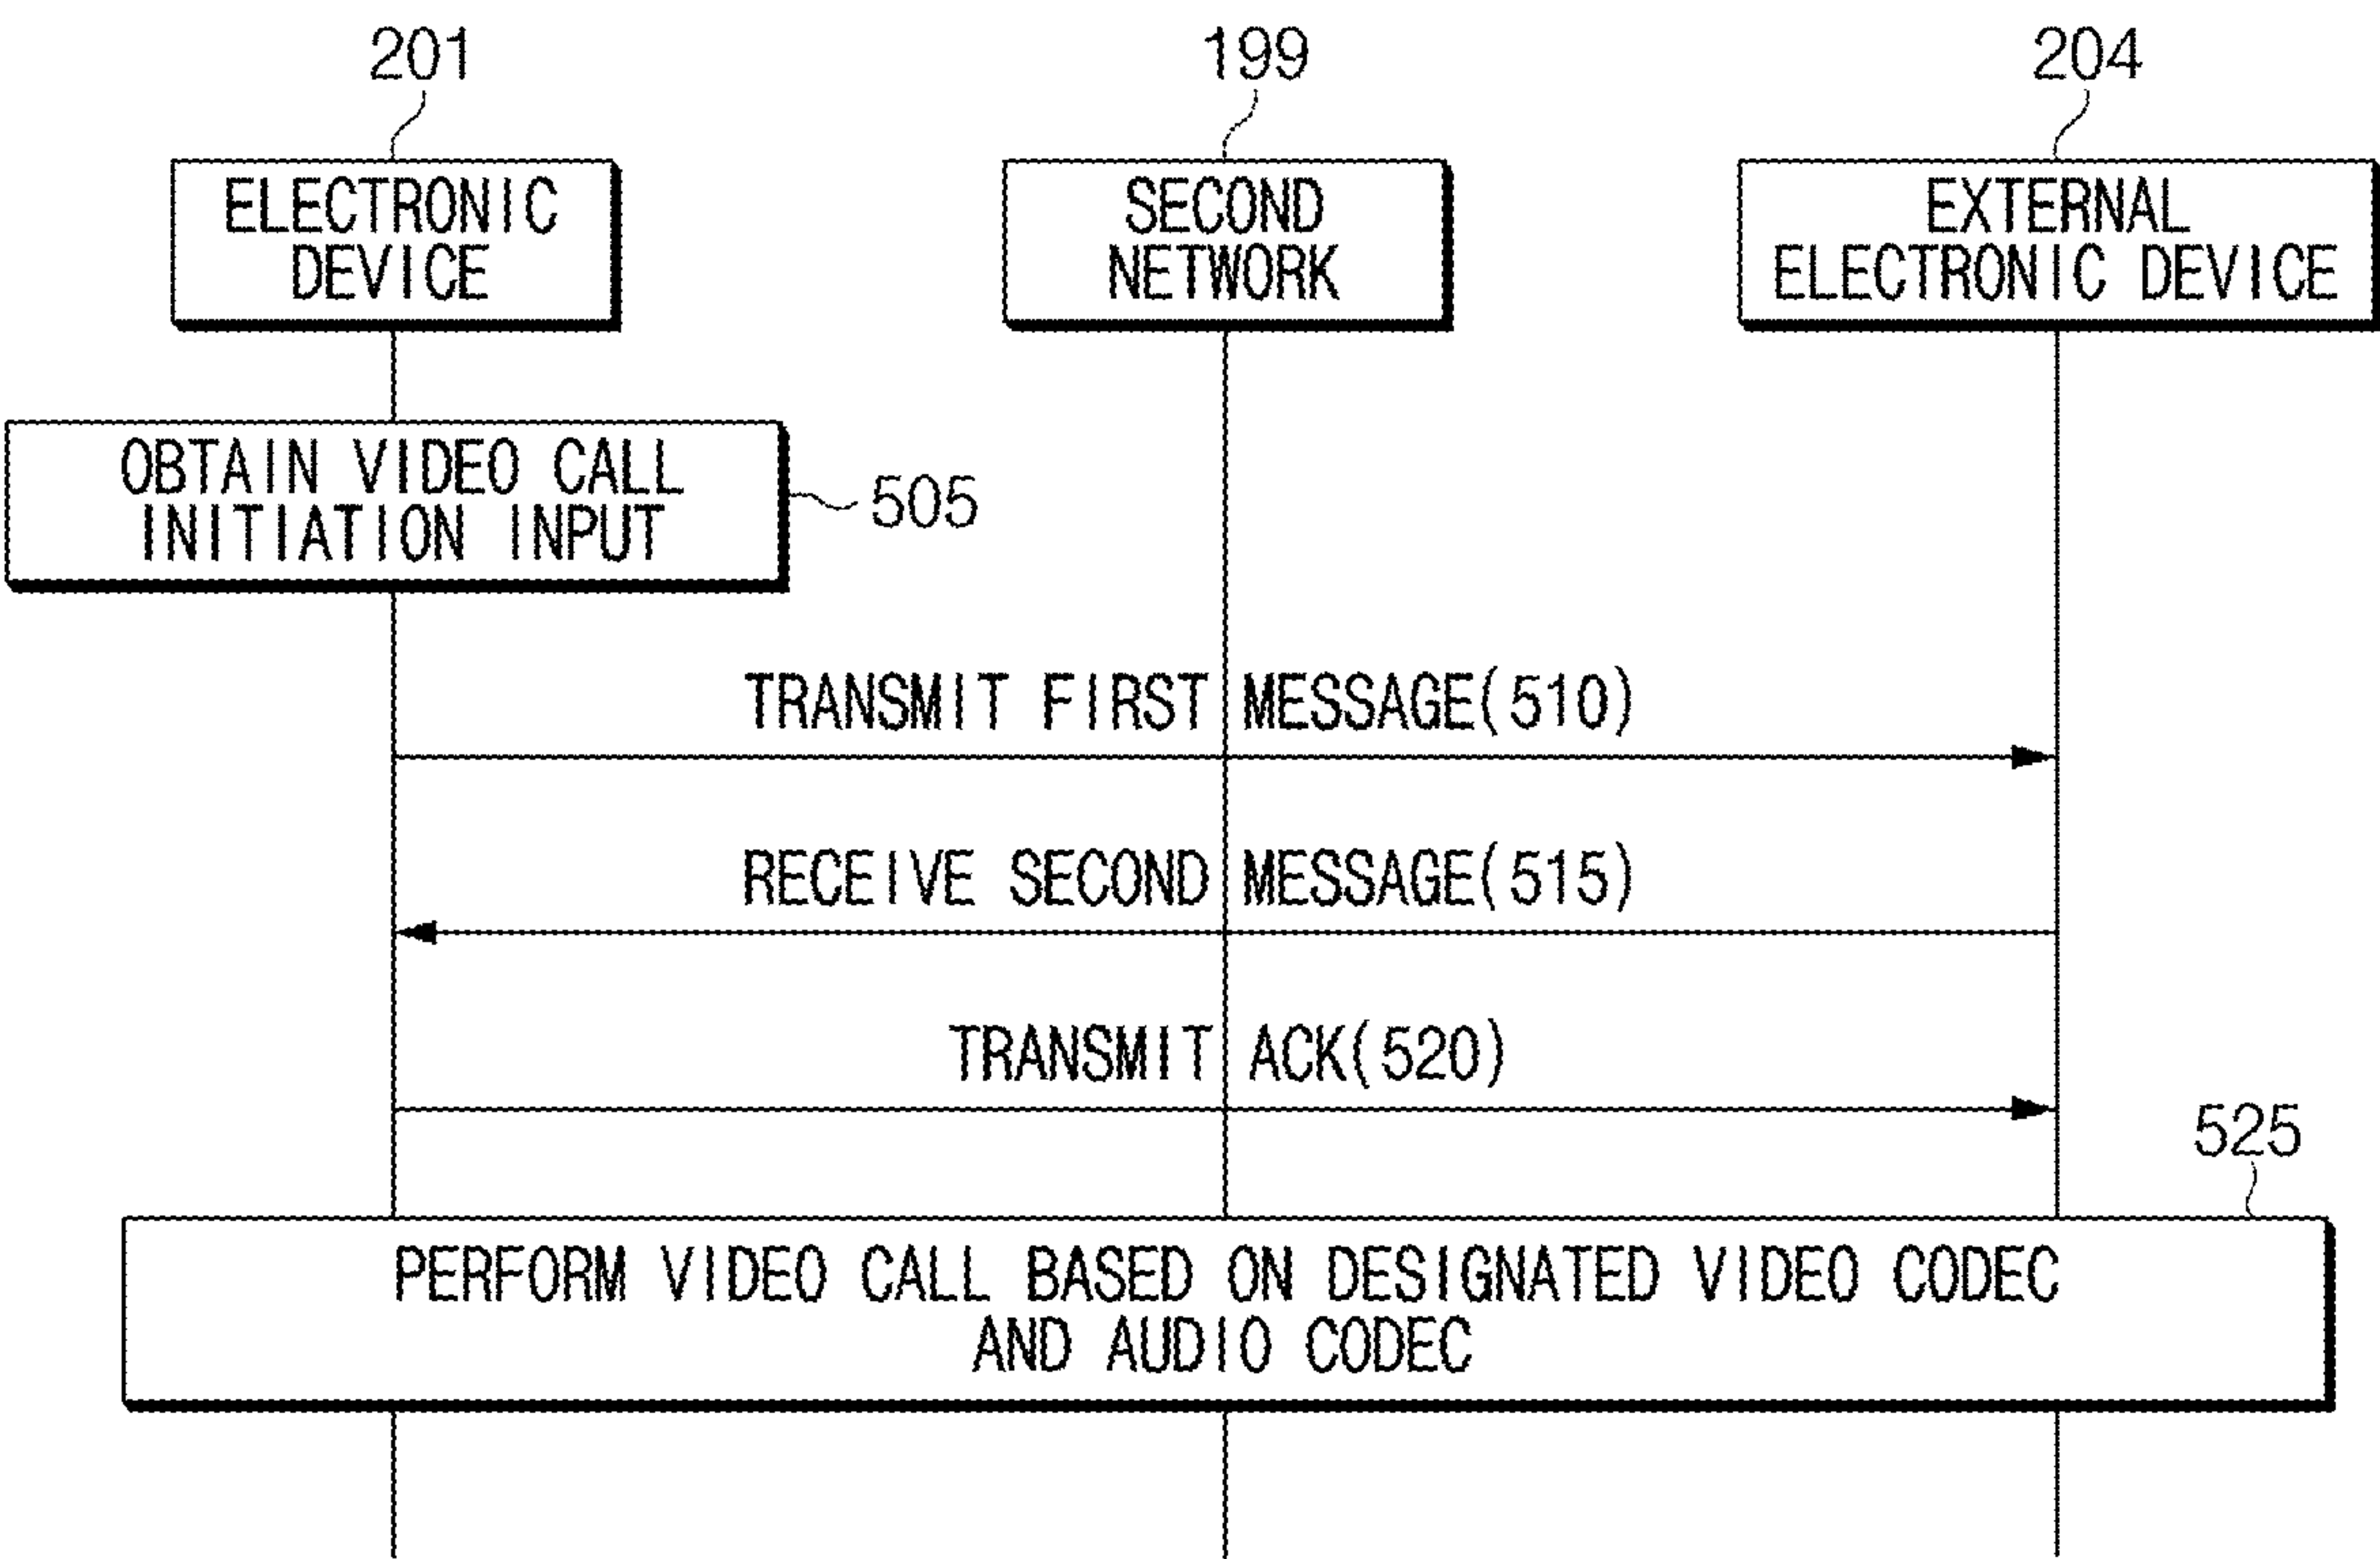 201
199
204
ELECTRONIC
DEVICE
SECOND
NETWORK
EXTERNAL
ELECTRONIC DEVICE
OBTAIN VIDEO CALL
INITIATION INPUT
505
TRANSMIT FIRST MESSAGE(510)
RECEIVE SECOND MESSAGE(515)
TRANSMIT ACK(520)
525
PERFORM VIDEO CALL BASED ON DESIGNATED VIDEO CODEC
AND AUDIO CODEC